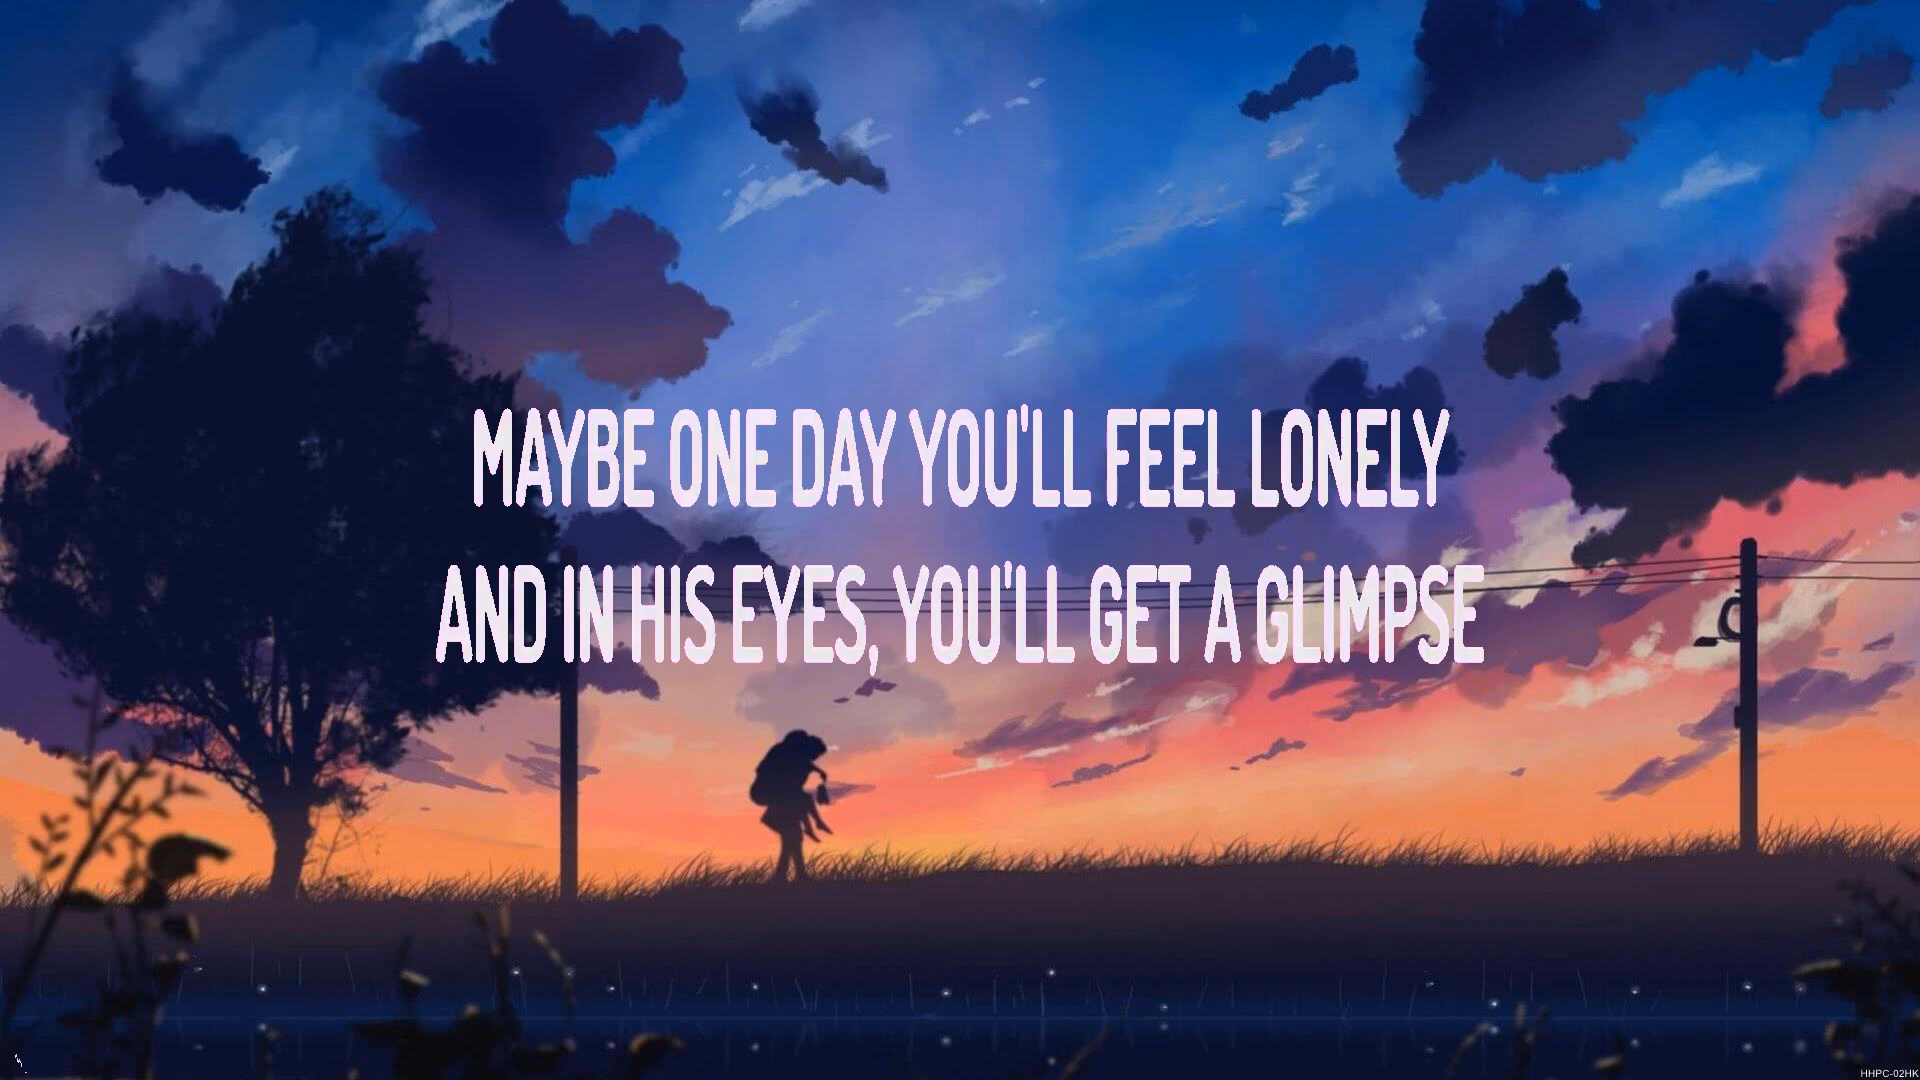 MAYBE ONE DAY YOU'LL FEEL LONELY
AND IN HIS EYES, YOU'LL GET A GLIMPSE
HHPC-02HK